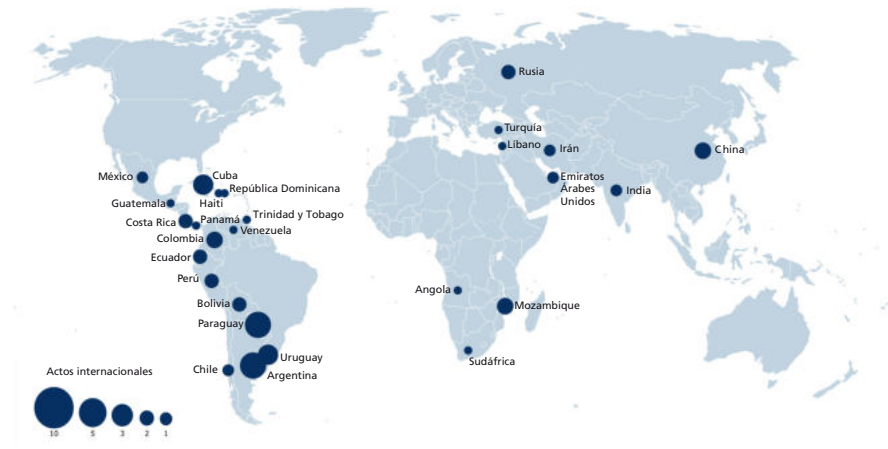 Rusia
Turquía
Líbano
Irán
China
México
Cuba
Emiratos
Árabes
Unidos
República Dominicana
India
Guatemala
Haiti
Trinidad y Tobago
Costa Rica
Panamá
Venezuela
Colombia
Ecuador
Perú
Angola
Bolivia
Mozambique
Paraguay
Uruguay
Sudáfrica
Chile
Argentina
Actos internacionales
10 5 3 2 1